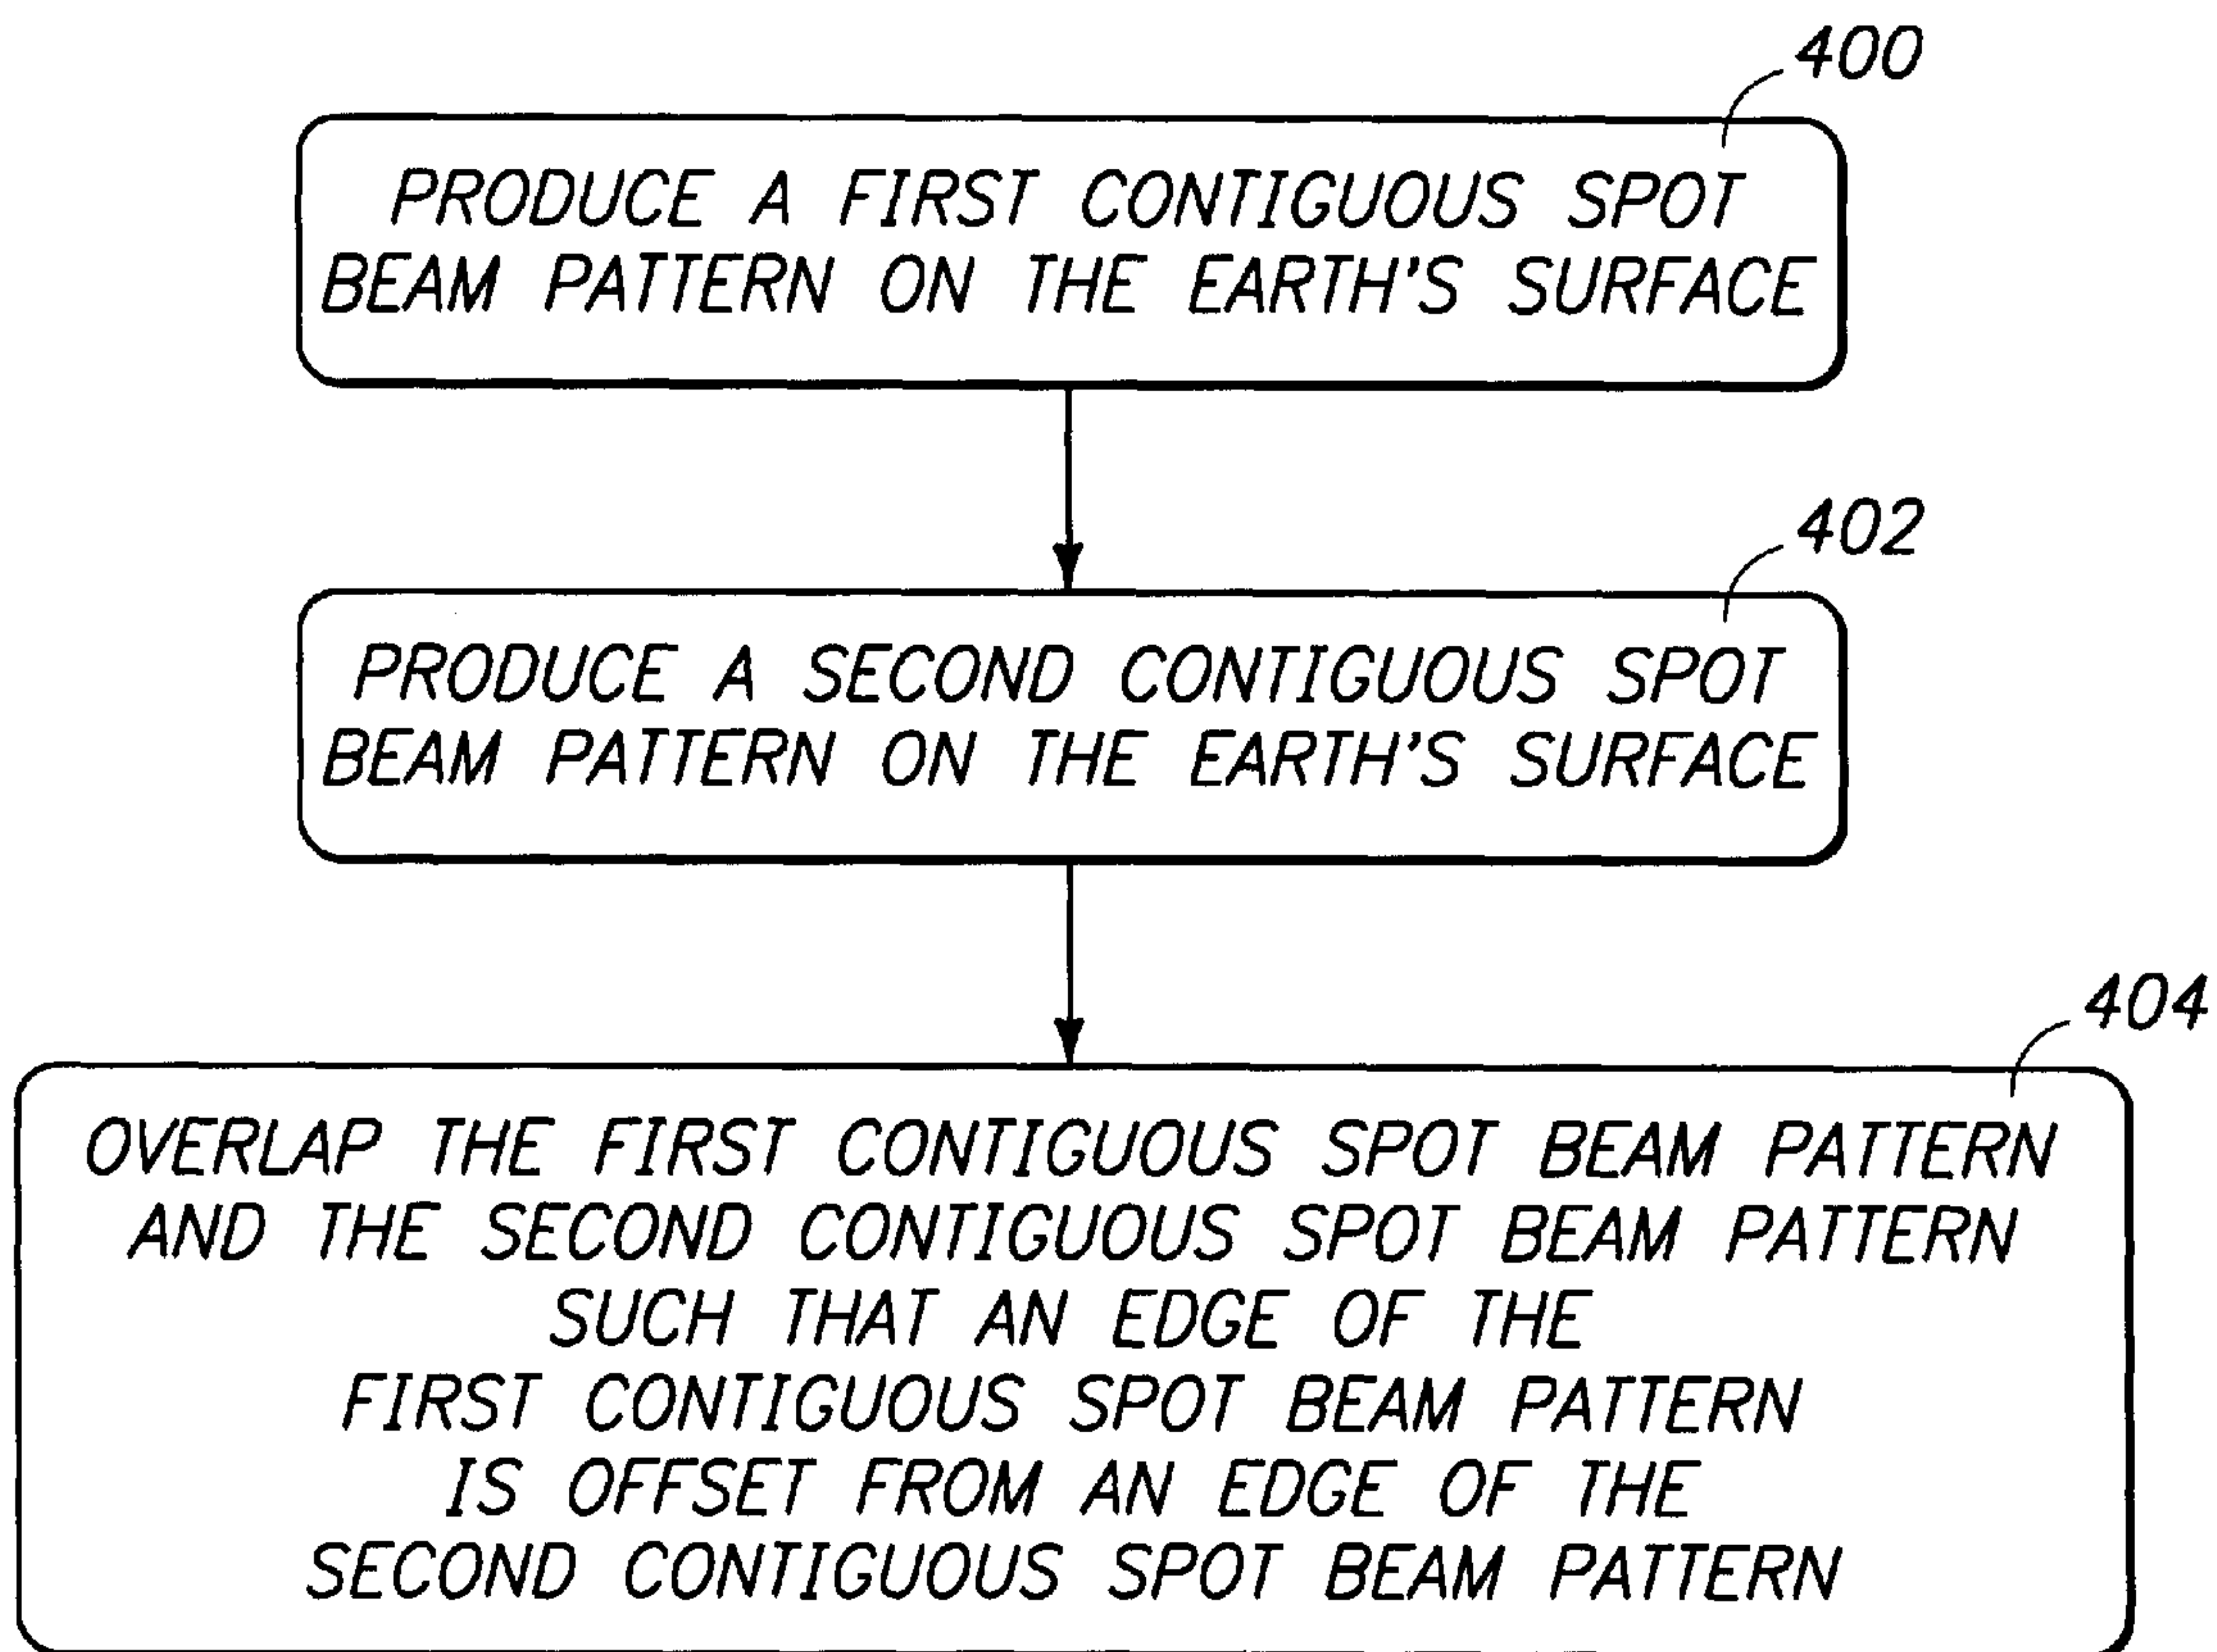 400
PRODUCE A FIRST CONTIGUOUS SPOT
BEAM PATTERN ON THE EARTH'S SURFACE
402
PRODUCE A SECOND CONTIGUOUS SPOT
BEAM PATTERN ON THE EARTH'S SURFACE
404
OVERLAP THE FIRST CONTIGUOUS SPOT BEAM PATTERN
AND THE SECOND CONTIGUOUS SPOT BEAM PATTERN
SUCH THAT AN EDGE OF THE
FIRST CONTIGUOUS SPOT BEAM PATTERN
IS OFFSET FROM AN EDGE OF THE
SECOND CONTIGUOUS SPOT BEAM PATTERN